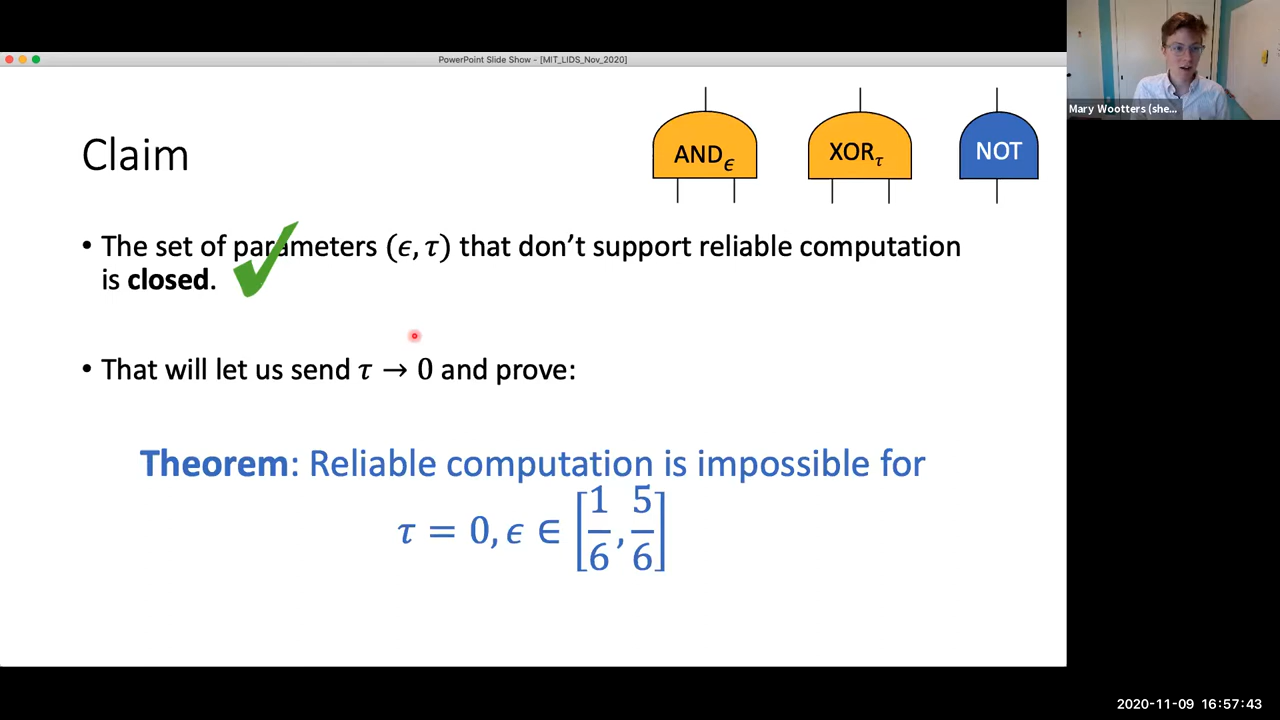 PowerPoint Slide Show - [MIT_LIDS_Nov_2020]
Mary Wootters (she...
AND𝜖
XOR𝜏
NOT
Claim
• The set of parameters (𝜖, 𝜏) that don’t support reliable computation
is closed.
• That will let us send 𝜏 → 0 and prove:
Theorem: Reliable computation is impossible for
𝜏 = 0, 𝜖 ∈ [1/6, 5/6]
2020-11-09 16:57:43